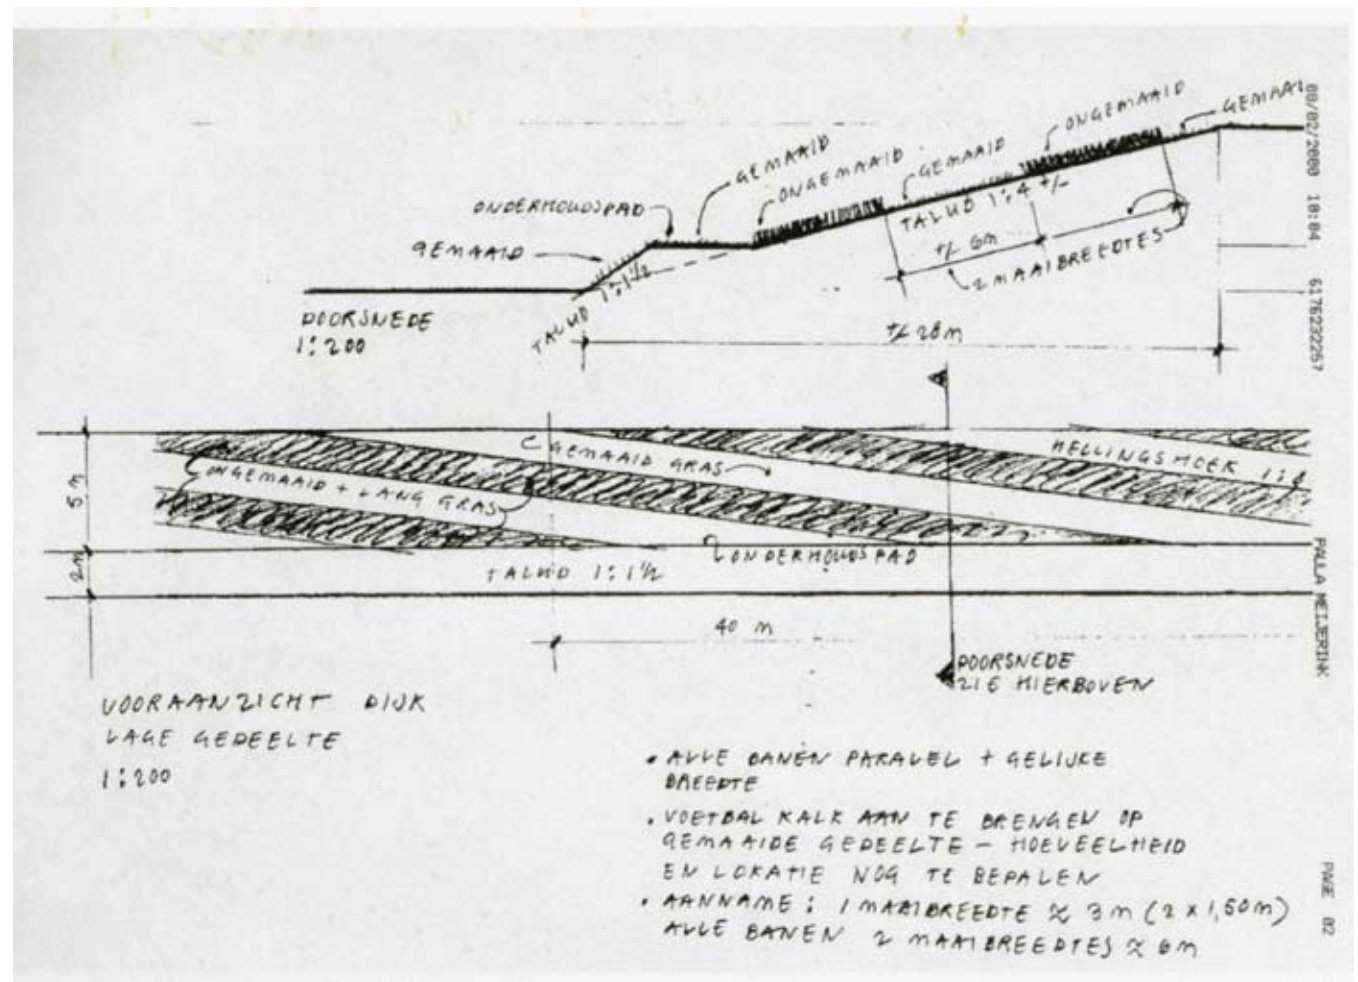 GEMAAID
ONGEMAAID
GEMAAID
ONGEMAAID
GEMAAI
ONDERHOUDSPAD
GEMAAID
TALUD 1:4 +/-
+/- 6m
2 MAAIBREEDTES
TALUD 1:1½
DOORSNEDE
1:200
+/- 28m
GEMAAID GRAS
HELLINGSHOEK 1:8
ONGEMAAID + LANG GRAS
5 m
2m
ONDERHOUDSPAD
TALUD 1:1½
40 m
DOORSNEDE
ZIE HIERBOVEN
VOORAANZICHT DIJK
LAGE GEDEELTE
1:200
• ALLE BANEN PARALEL + GELIJKE
BREEDTE
• VOETBAL KALK AAN TE BRENGEN OP
GEMAAIDE GEDEELTE – HOEVEELHEID
EN LOKATIE NOG TE BEPALEN
• AANNAME: 1 MAAIBREEDTE ≈ 3m (2 x 1,50m)
ALLE BANEN 2 MAAIBREEDTES ≈ 6m
08/02/2000 10:04 6176232257 PAULA MEIJERINK PAGE 02